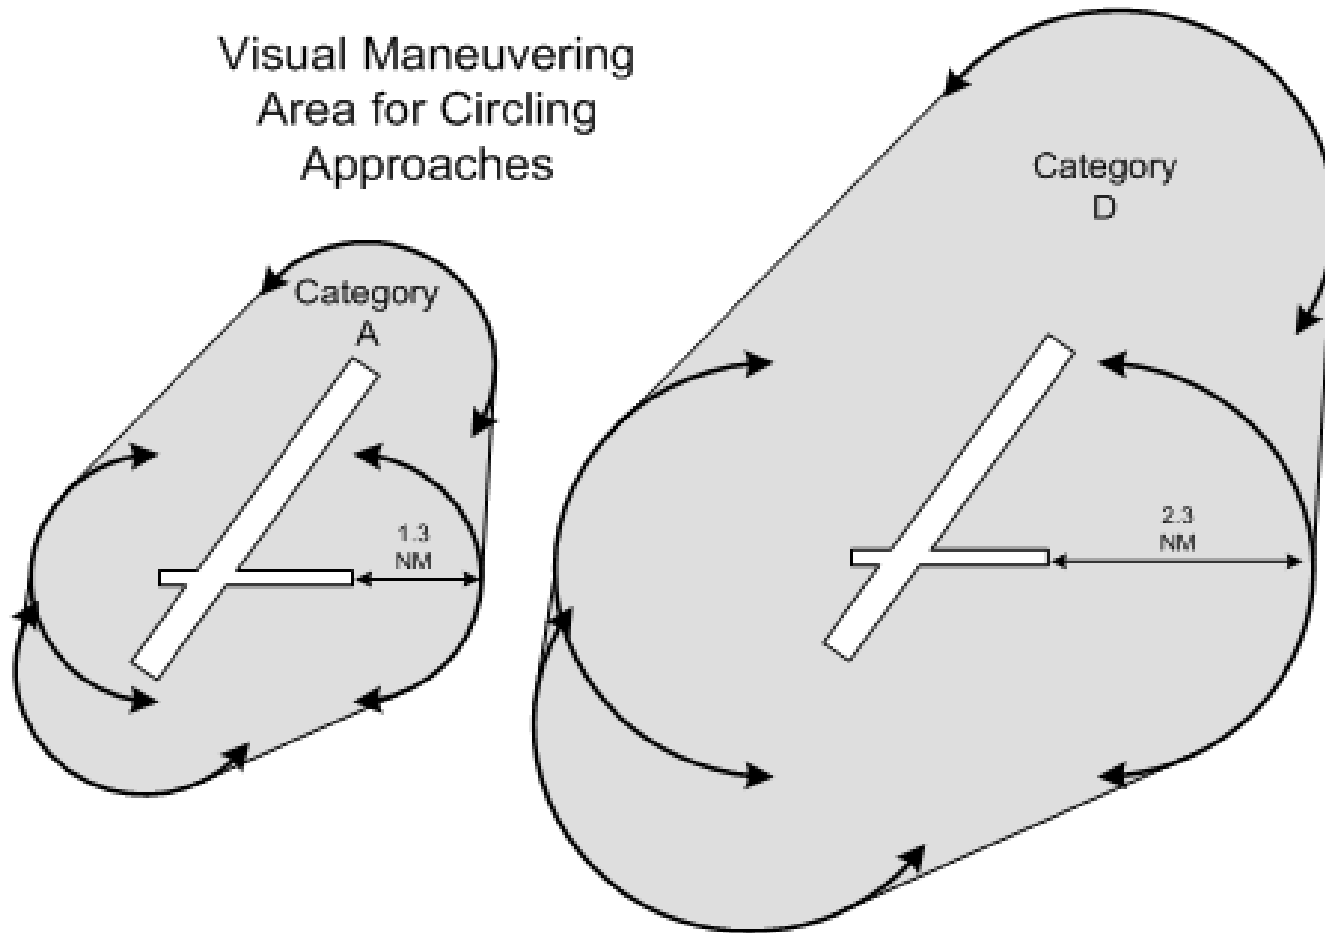 Visual Maneuvering
Area for Circling
Approaches
Category
D
Category
A
1.3
NM
2.3
NM